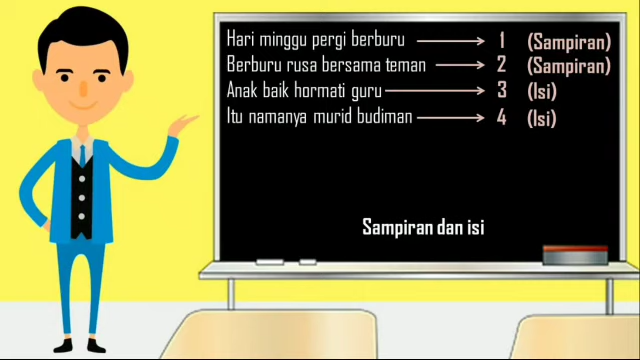 Hari minggu pergi berburu 1 (Sampiran)
Berburu rusa bersama teman 2 (Sampiran)
Anak baik hormati guru 3 (Isi)
Itu namanya murid budiman 4 (Isi)
Sampiran dan isi